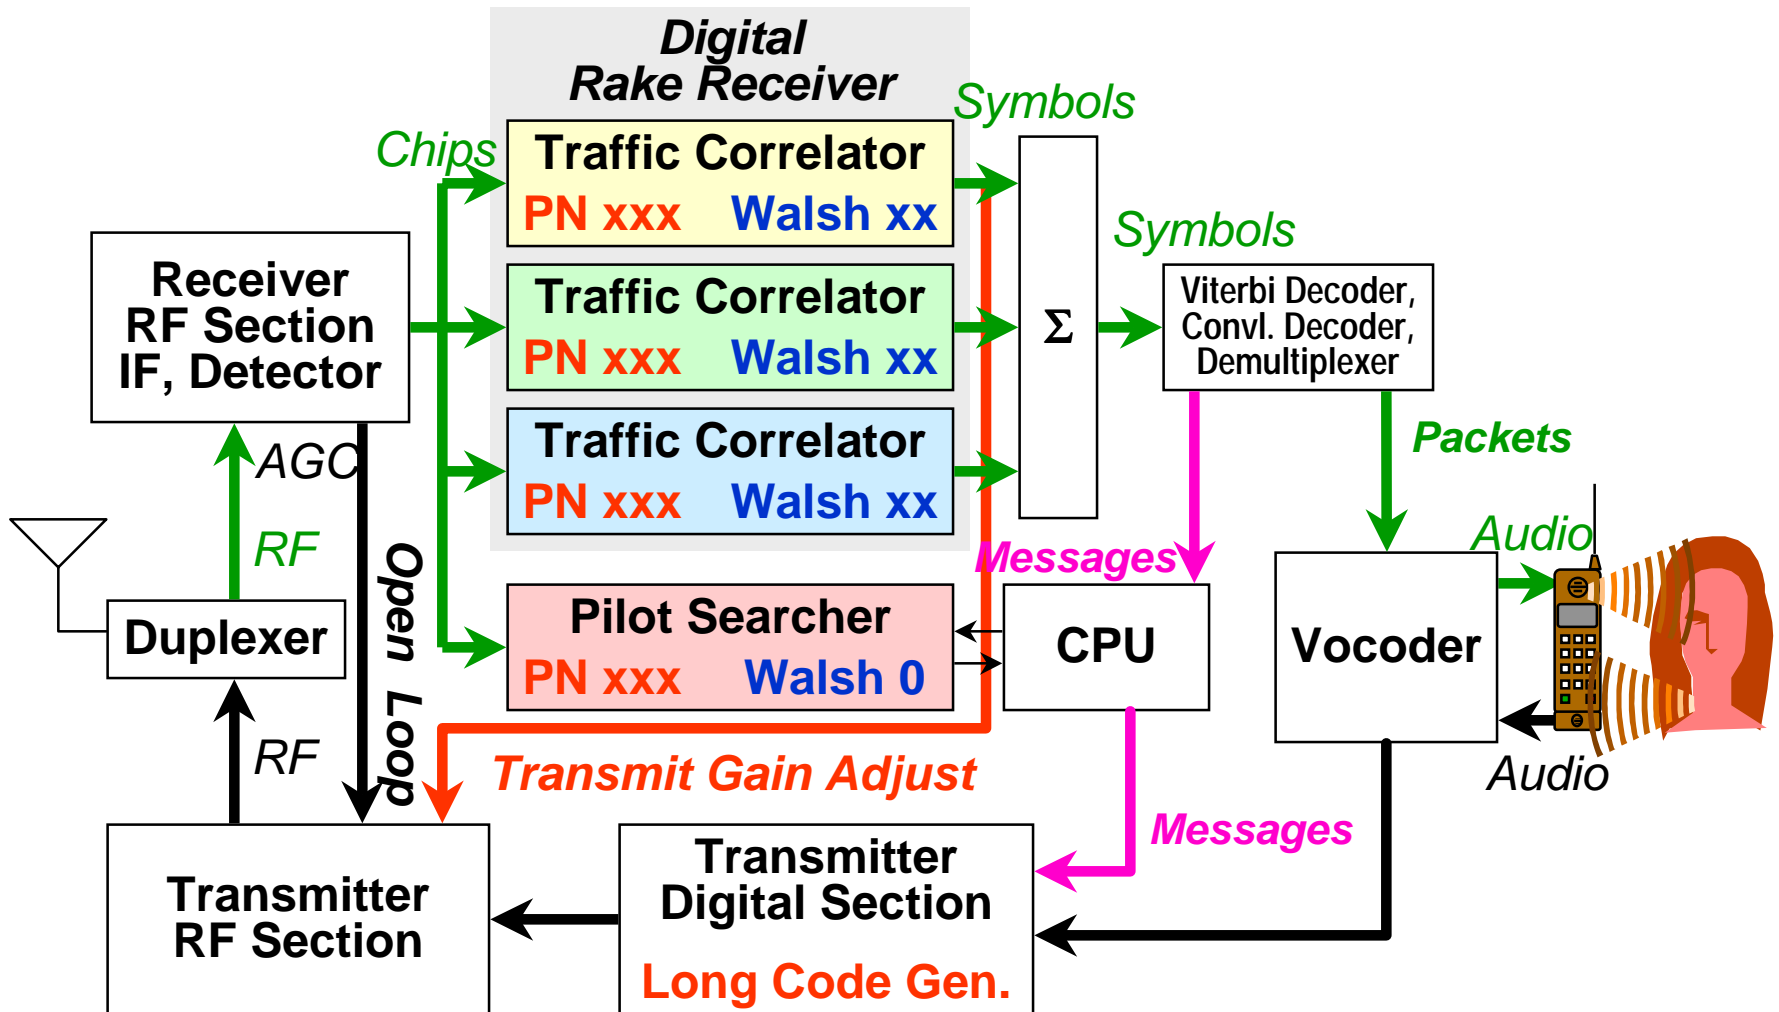 Digital
Rake Receiver
Symbols
Chips
Traffic Correlator
PN xxx Walsh xx
Symbols
Receiver
RF Section
IF, Detector
Traffic Correlator
PN xxx Walsh xx
Σ
Viterbi Decoder,
Convl. Decoder,
Demultiplexer
Traffic Correlator
PN xxx Walsh xx
AGC
Packets
RF
Open Loop
Messages
Audio
Duplexer
Pilot Searcher
PN xxx Walsh 0
CPU
Vocoder
RF
Transmit Gain Adjust
Audio
Messages
Transmitter
RF Section
Transmitter
Digital Section
Long Code Gen.